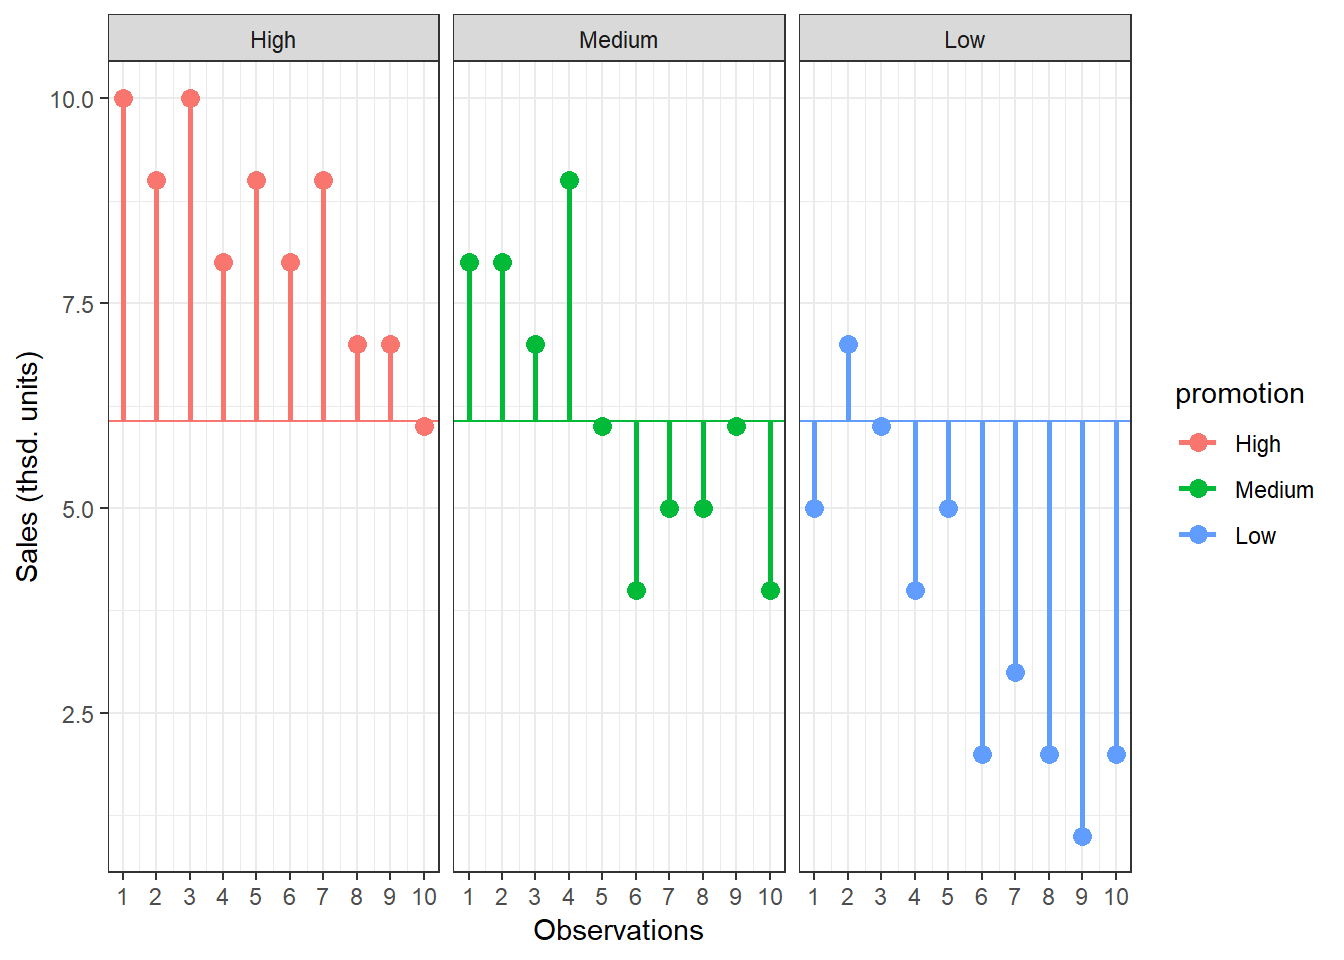 High Medium Low
10.0
7.5
5.0
2.5
Sales (thsd. units)
1 2 3 4 5 6 7 8 9 10 1 2 3 4 5 6 7 8 9 10 1 2 3 4 5 6 7 8 9 10
Observations
promotion
High
Medium
Low